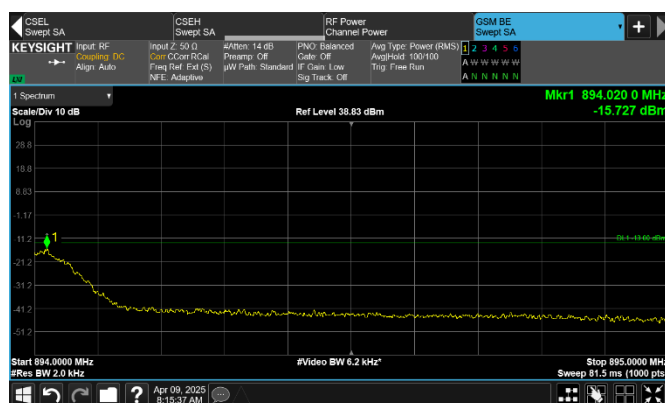 CSEL
Swept SA
CSEH
Swept SA
RF Power
Channel Power
GSM BE
Swept SA
KEYSIGHT
Input: RF
Coupling: DC
Align: Auto
Input Z: 50 Ω
Corr CCorr RCal
Freq Ref: Ext (S)
NFE: Adaptive
#Atten: 14 dB
Preamp: Off
µW Path: Standard
PNO: Balanced
Gate: Off
IF Gain: Low
Sig Track: Off
Avg Type: Power (RMS)
Avg|Hold: 100/100
Trig: Free Run
1 2 3 4 5 6
A W W W W W
A N N N N N
LXI
1 Spectrum
Scale/Div 10 dB
Log
Ref Level 38.83 dBm
Mkr1 894.020 0 MHz
-15.727 dBm
28.8
18.8
8.83
-1.17
-11.2
-21.2
-31.2
-41.2
-51.2
1
DL1 -13.00 dBm
Start 894.0000 MHz
#Res BW 2.0 kHz
#Video BW 6.2 kHz*
Stop 895.0000 MHz
Sweep 81.5 ms (1000 pts)
?
Apr 09, 2025
8:15:37 AM